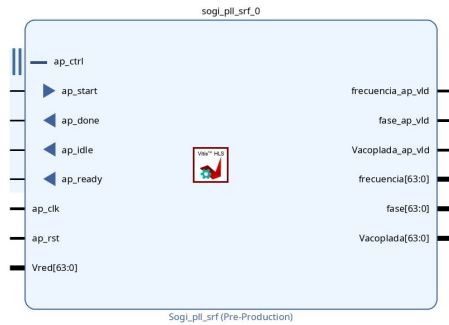 sogi_pll_srf_0
ap_ctrl
ap_start
ap_done
ap_idle
ap_ready
ap_clk
ap_rst
Vred[63:0]
Vitis™ HLS
frecuencia_ap_vld
fase_ap_vld
Vacoplada_ap_vld
frecuencia[63:0]
fase[63:0]
Vacoplada[63:0]
Sogi_pll_srf (Pre-Production)